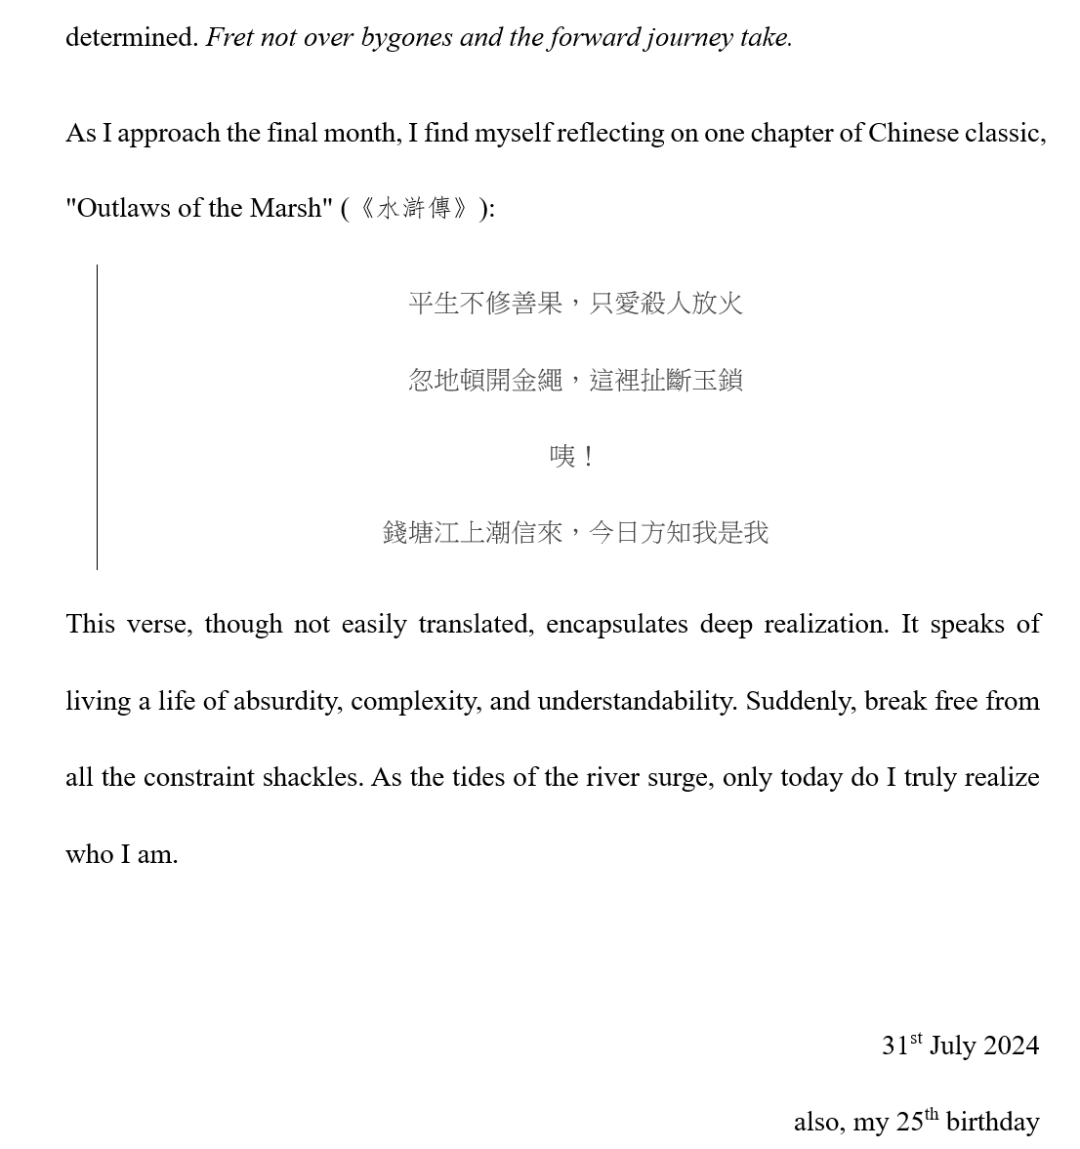 determined. Fret not over bygones and the forward journey take.
As I approach the final month, I find myself reflecting on one chapter of Chinese classic,
"Outlaws of the Marsh" (《水滸傳》):
平生不修善果，只愛殺人放火
忽地頓開金繩，這裡扯斷玉鎖
咦！
錢塘江上潮信來，今日方知我是我
This verse, though not easily translated, encapsulates deep realization. It speaks of
living a life of absurdity, complexity, and understandability. Suddenly, break free from
all the constraint shackles. As the tides of the river surge, only today do I truly realize
who I am.
31st July 2024
also, my 25th birthday